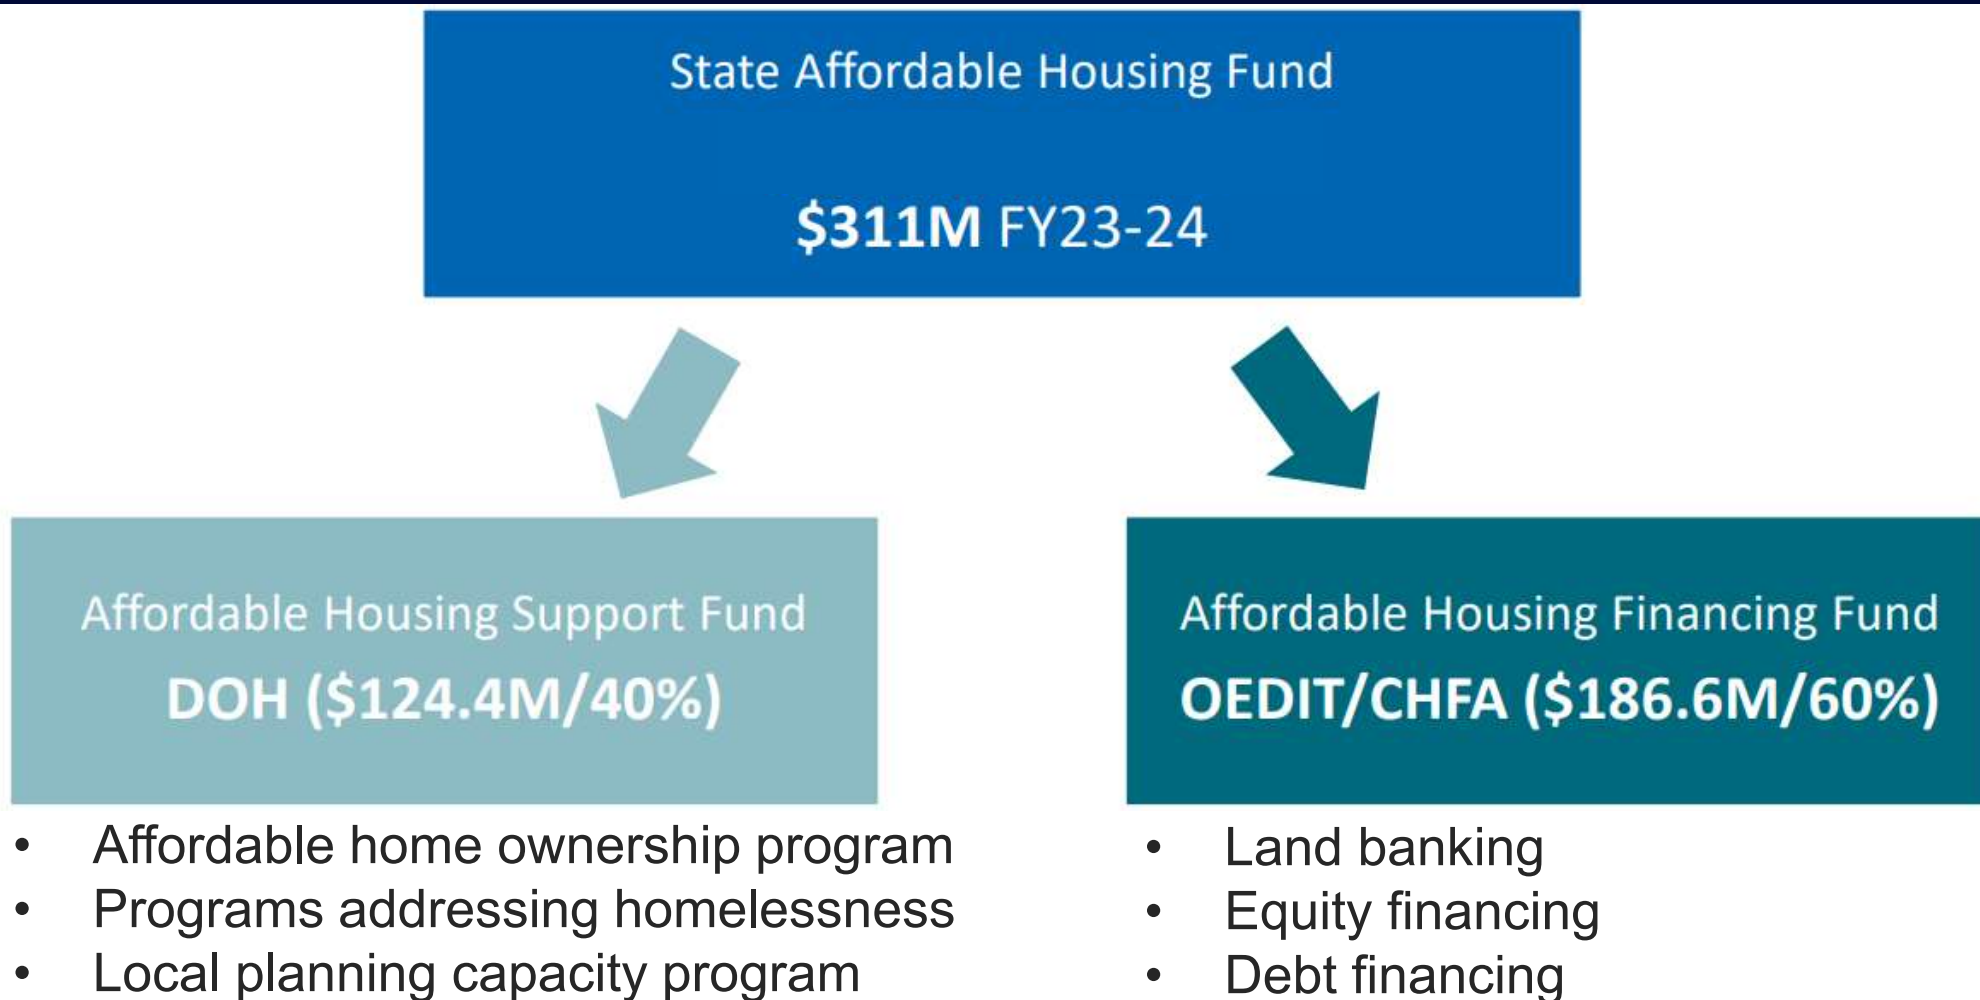 State Affordable Housing Fund
$311M FY23-24
Affordable Housing Support Fund
DOH ($124.4M/40%)
• Affordable home ownership program
• Programs addressing homelessness
• Local planning capacity program
Affordable Housing Financing Fund
OEDIT/CHFA ($186.6M/60%)
• Land banking
• Equity financing
• Debt financing